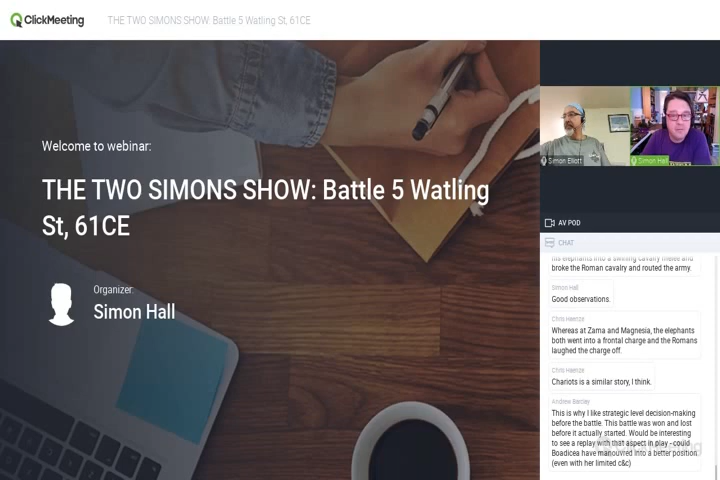 ClickMeeting
THE TWO SIMONS SHOW: Battle 5 Watling St, 61CE
Welcome to webinar:
THE TWO SIMONS SHOW: Battle 5 Watling
St, 61CE
Organizer:
Simon Hall
Simon Elliott
Simon Hall
AV POD
CHAT
its elephants into a swirling cavalry melee and
broke the Roman cavalry and routed the army.
Simon Hall
Good observations.
Chris Haenze
Whereas at Zama and Magnesia, the elephants
both went into a frontal charge and the Romans
laughed the charge off.
Chris Haenze
Chariots is a similar story, I think.
Andrew Bentley
This is why I like strategic level decision-making
before the battle. This battle was won and lost
before it actually started. Would be interesting
to see a replay with that aspect in play - could
Boadicea have manouvred into a better position.
(even with her limited c&c)